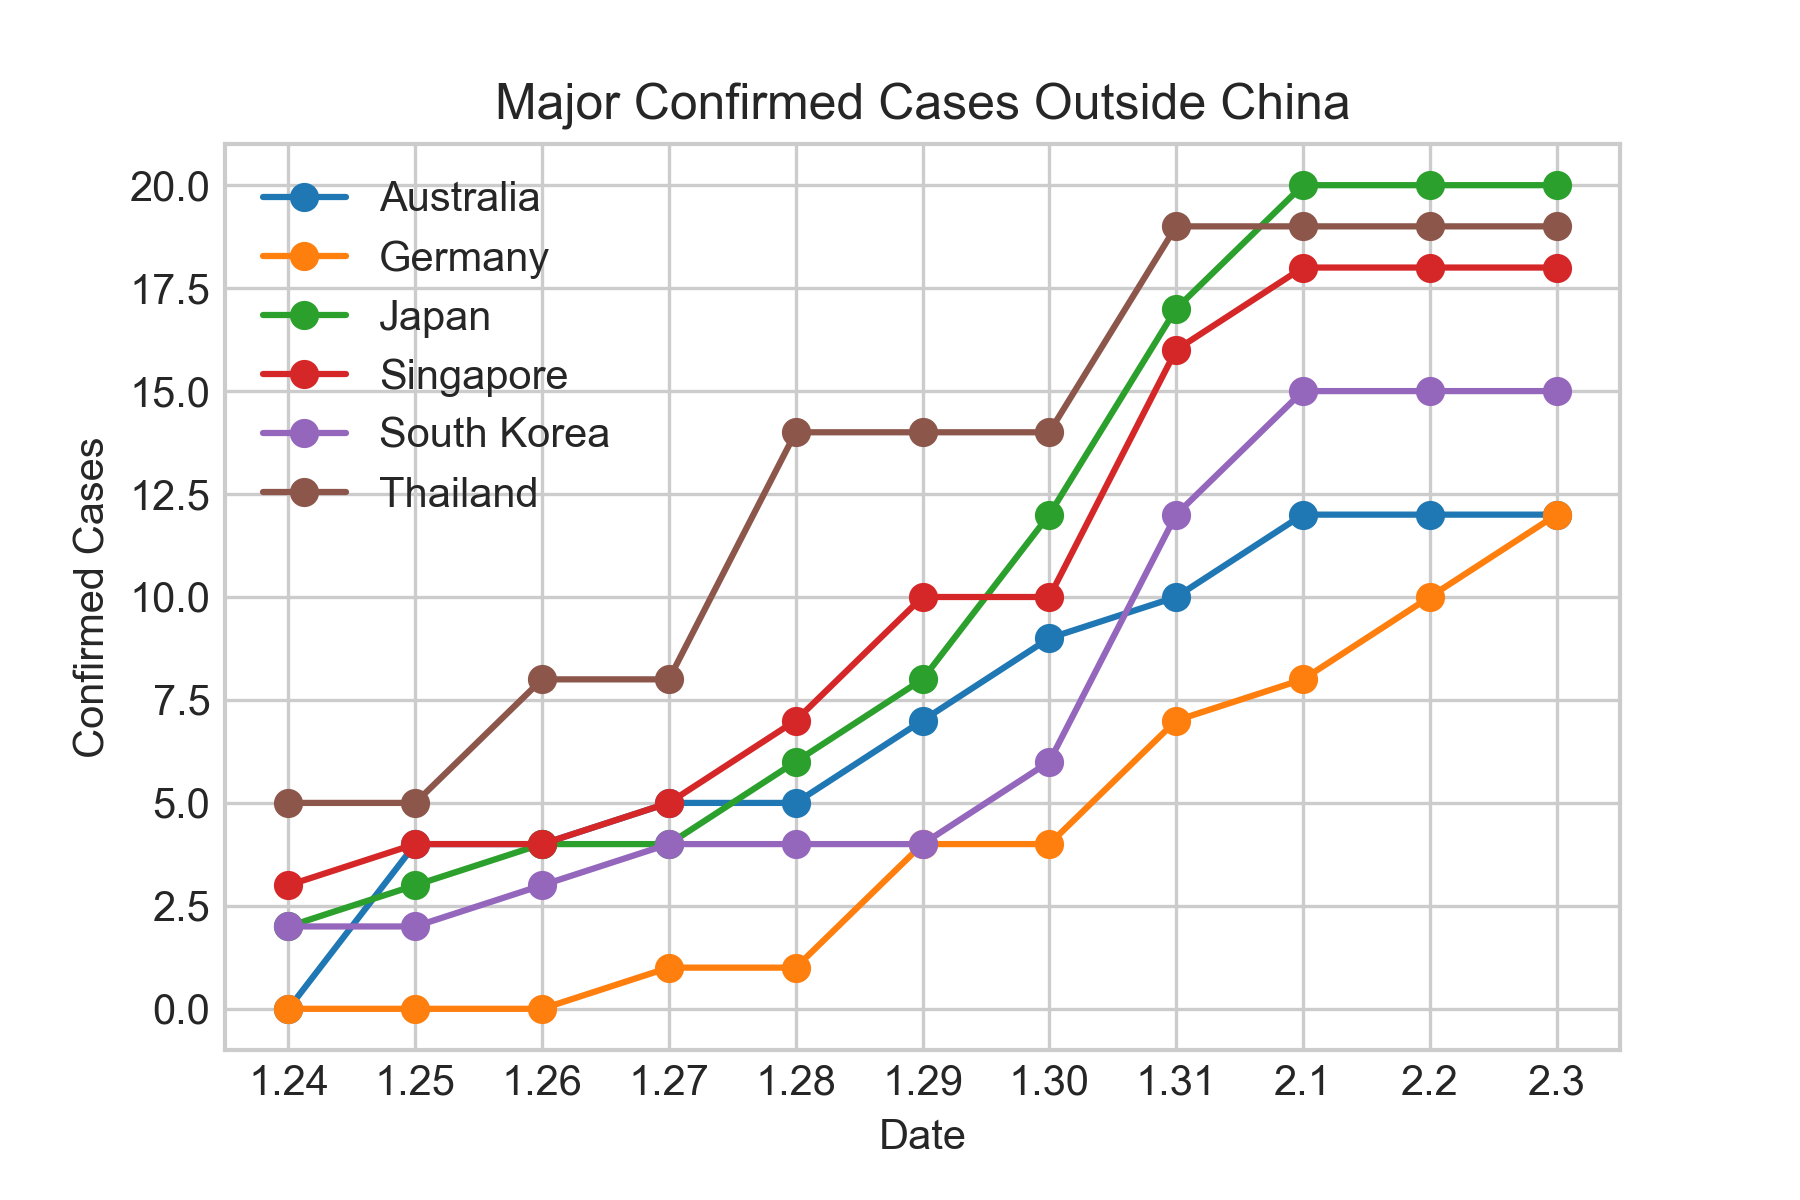 Major Confirmed Cases Outside China
20.0
17.5
15.0
12.5
10.0
7.5
5.0
2.5
0.0
Confirmed Cases
Australia
Germany
Japan
Singapore
South Korea
Thailand
1.24 1.25 1.26 1.27 1.28 1.29 1.30 1.31 2.1 2.2 2.3
Date